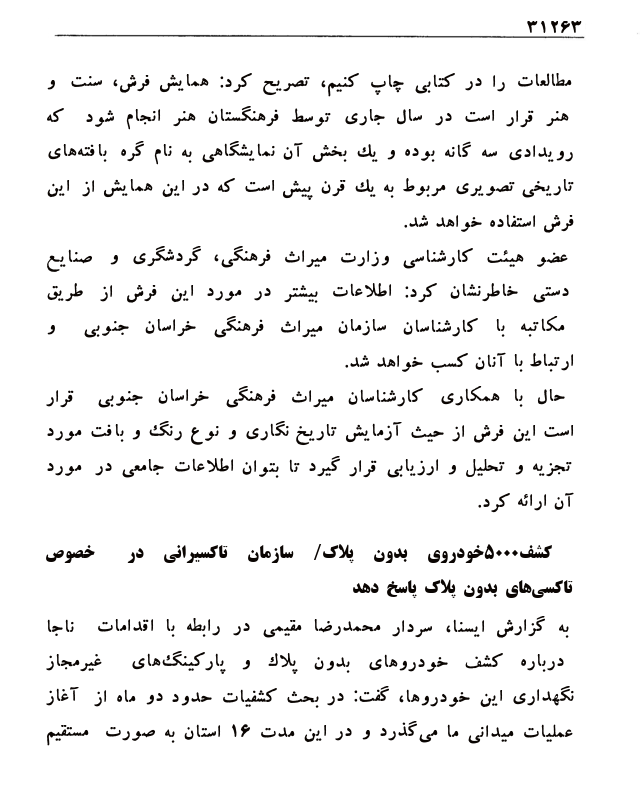 ۳۱۲۶۳
مطالعات را در کتابی چاپ کنیم، تصریح کرد: همایش فرش، سنت و
هنر قرار است در سال جاری توسط فرهنگستان هنر انجام شود که
رویدادی سه گانه بوده و یك بخش آن نمایشگاهی به نام گره بافته‌های
تاریخی تصویری مربوط به یك قرن پیش است که در این همایش از این
فرش استفاده خواهد شد.
عضو هیئت کارشناسی وزارت میراث فرهنگی، گردشگری و صنایع
دستی خاطرنشان کرد: اطلاعات بیشتر در مورد این فرش از طریق
مکاتبه با کارشناسان سازمان میراث فرهنگی خراسان جنوبی و
ارتباط با آنان کسب خواهد شد.
حال با همکاری کارشناسان میراث فرهنگی خراسان جنوبی قرار
است این فرش از حیث آزمایش تاریخ نگاری و نوع رنگ و بافت مورد
تجزیه و تحلیل و ارزیابی قرار گیرد تا بتوان اطلاعات جامعی در مورد
آن ارائه کرد.
کشف۵۰۰۰خودروی بدون پلاک/ سازمان تاکسیرانی در خصوص
تاکسی‌های بدون پلاک پاسخ دهد
به گزارش ایسنا، سردار محمدرضا مقیمی در رابطه با اقدامات ناجا
درباره کشف خودروهای بدون پلاك و پارکینگ‌های غیرمجاز
نگهداری این خودروها، گفت: در بحث کشفیات حدود دو ماه از آغاز
عملیات میدانی ما می‌گذرد و در این مدت ۱۶ استان به صورت مستقیم